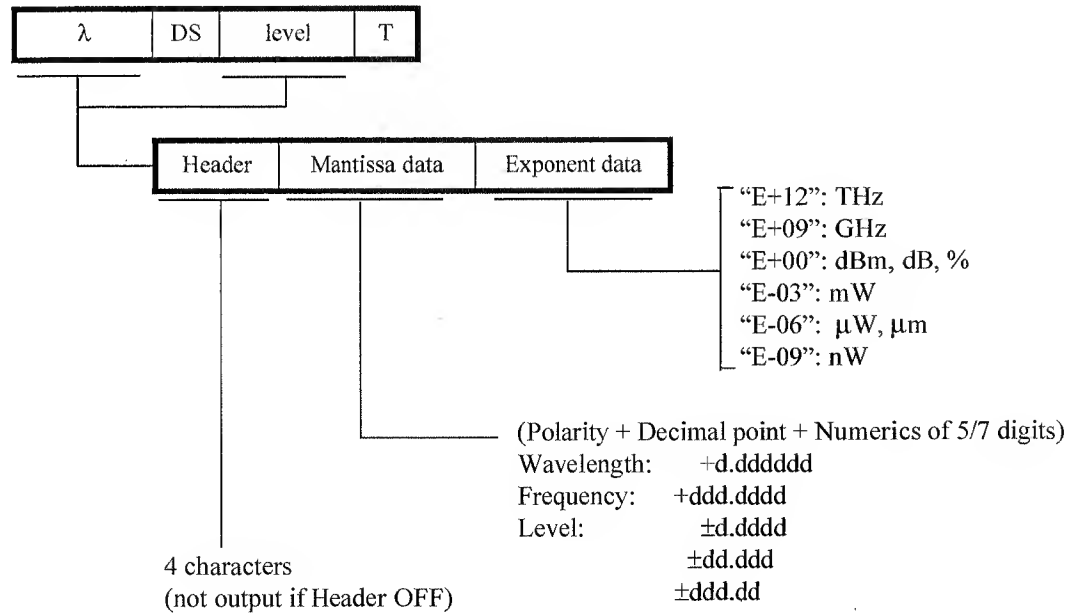 λ DS level T
Header Mantissa data Exponent data
“E+12”: THz
“E+09”: GHz
“E+00”: dBm, dB, %
“E-03”: mW
“E-06”: μW, μm
“E-09”: nW
(Polarity + Decimal point + Numerics of 5/7 digits)
Wavelength: +d.dddddd
Frequency: +ddd.dddd
Level: ±d.dddd
±dd.ddd
±ddd.dd
4 characters
(not output if Header OFF)